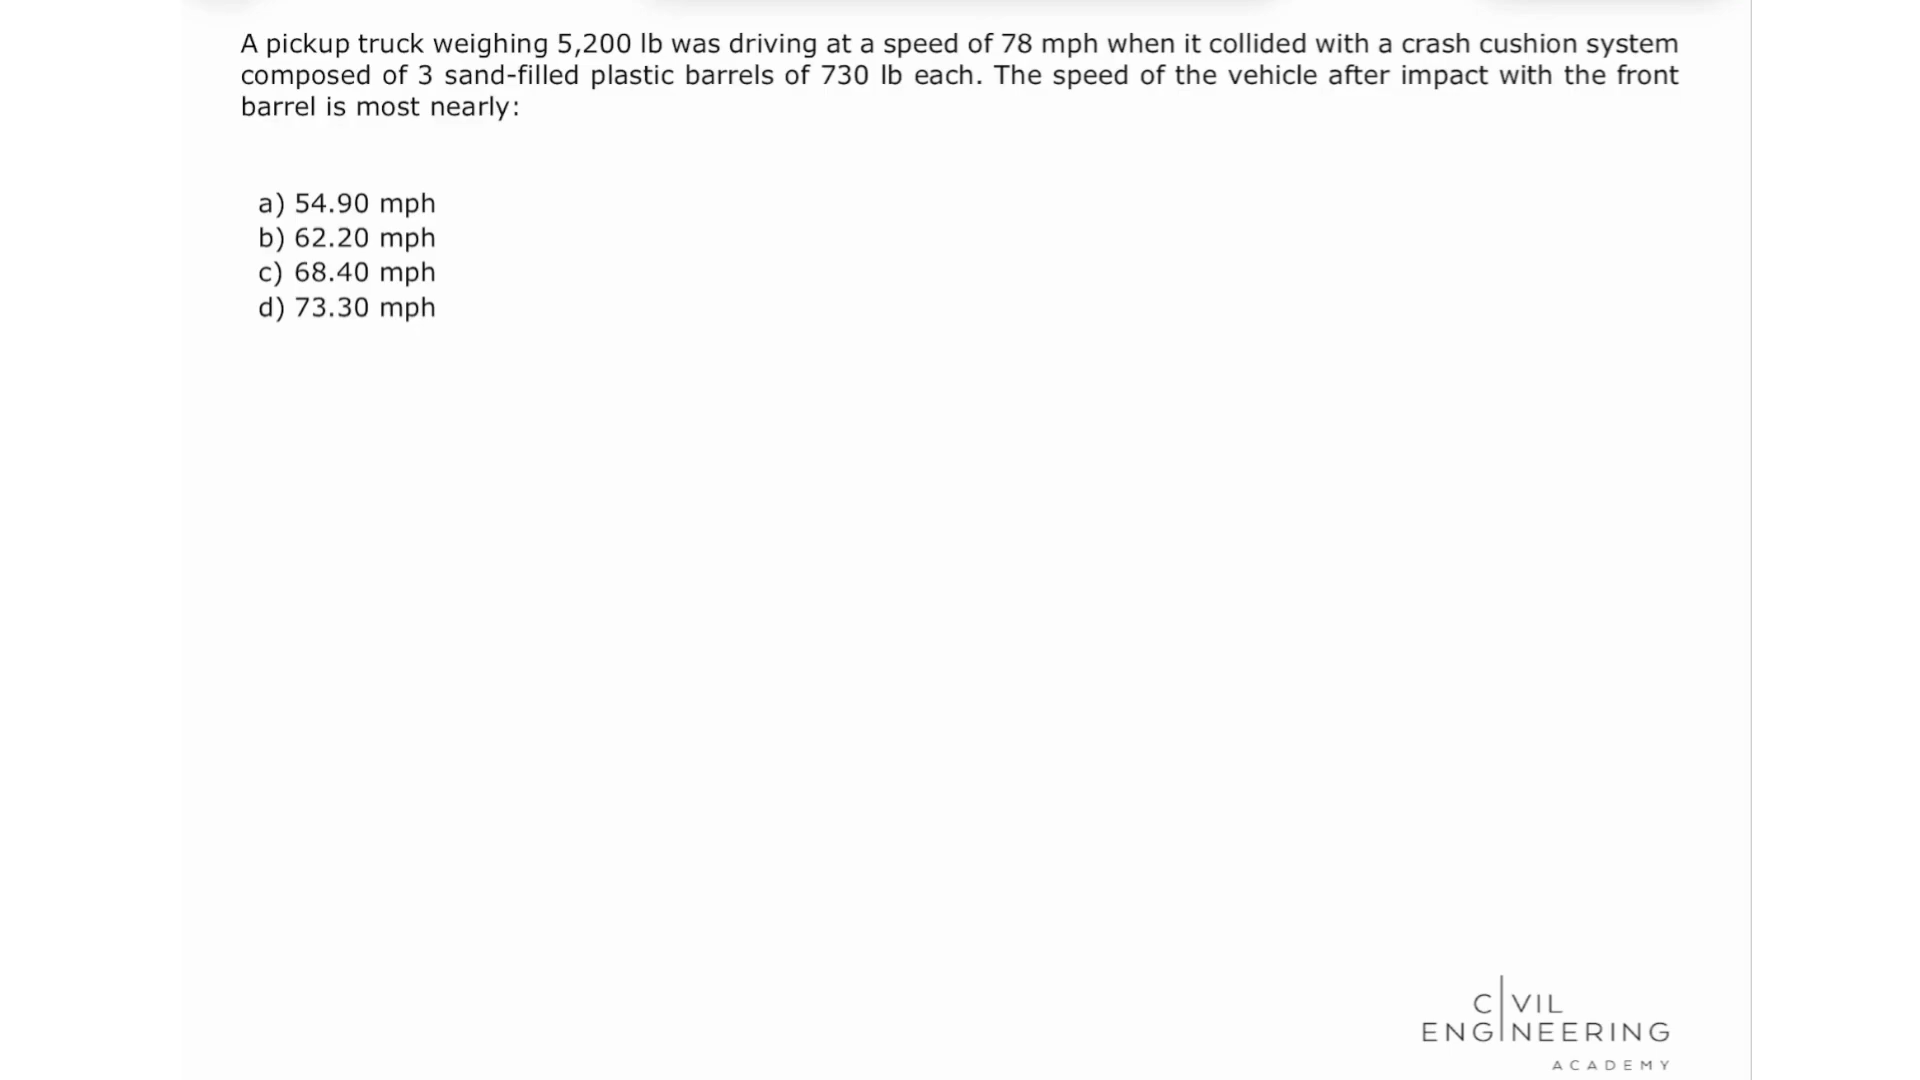 A pickup truck weighing 5,200 lb was driving at a speed of 78 mph when it collided with a crash cushion system
composed of 3 sand-filled plastic barrels of 730 lb each. The speed of the vehicle after impact with the front
barrel is most nearly:
a) 54.90 mph
b) 62.20 mph
c) 68.40 mph
d) 73.30 mph
CIVIL
ENGINEERING
ACADEMY